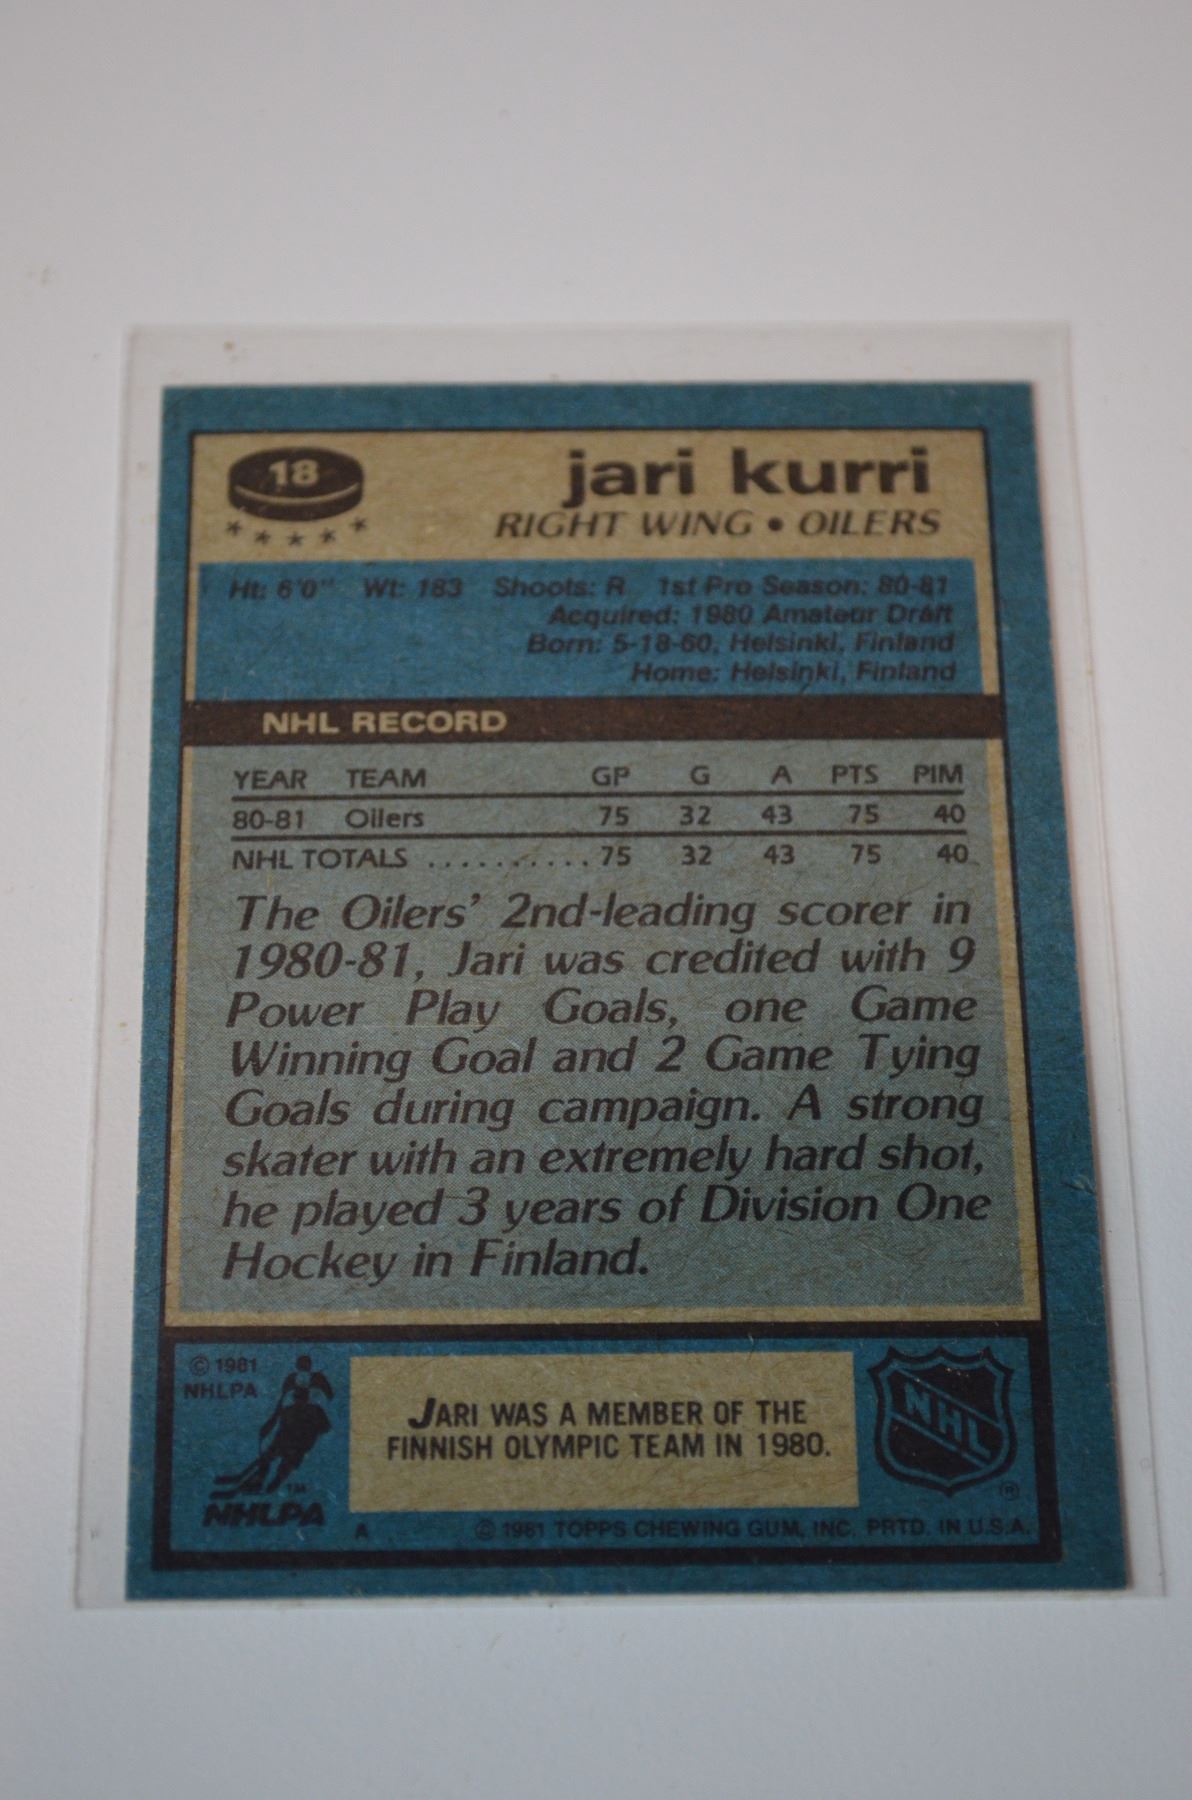 18
jari kurri
RIGHT WING • OILERS
Ht: 6'0" Wt: 183 Shoots: R 1st Pro Season: 80-81
Acquired: 1980 Amateur Draft
Born: 5-18-60, Helsinki, Finland
Home: Helsinki, Finland
NHL RECORD
YEAR TEAM GP G A PTS PIM
80-81 Oilers 75 32 43 75 40
NHL TOTALS .......... 75 32 43 75 40
The Oilers' 2nd-leading scorer in
1980-81, Jari was credited with 9
Power Play Goals, one Game
Winning Goal and 2 Game Tying
Goals during campaign. A strong
skater with an extremely hard shot,
he played 3 years of Division One
Hockey in Finland.
© 1981
NHLPA
TM
NHLPA
JARI WAS A MEMBER OF THE
FINNISH OLYMPIC TEAM IN 1980.
NHL
®
A © 1981 TOPPS CHEWING GUM, INC. PRTD. IN U.S.A.